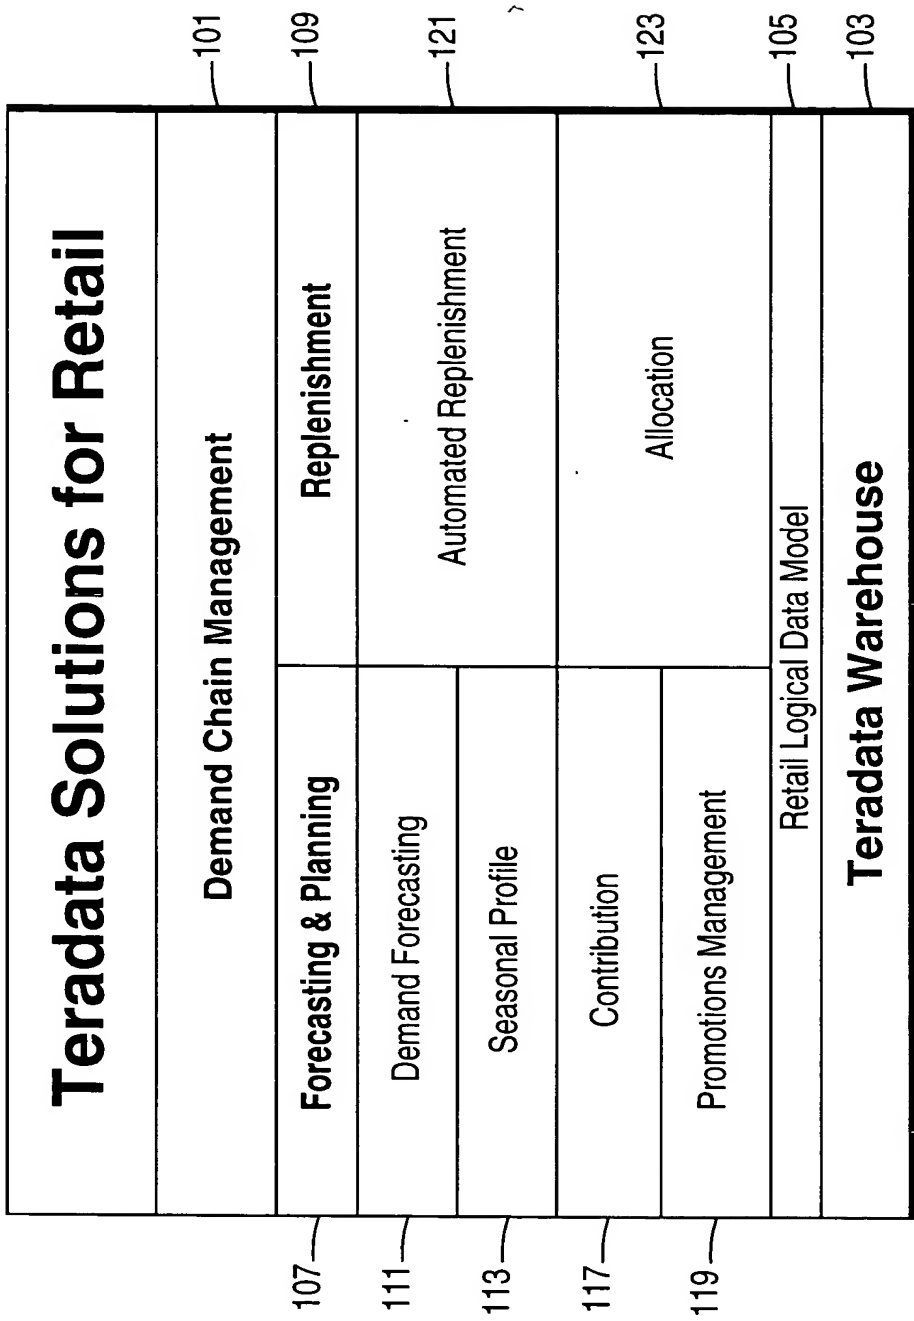 Teradata Solutions for Retail
Demand Chain Management
101
107
Forecasting & Planning
Replenishment
109
111
Demand Forecasting
Automated Replenishment
121
113
Seasonal Profile
117
Contribution
Allocation
123
119
Promotions Management
Retail Logical Data Model
105
Teradata Warehouse
103